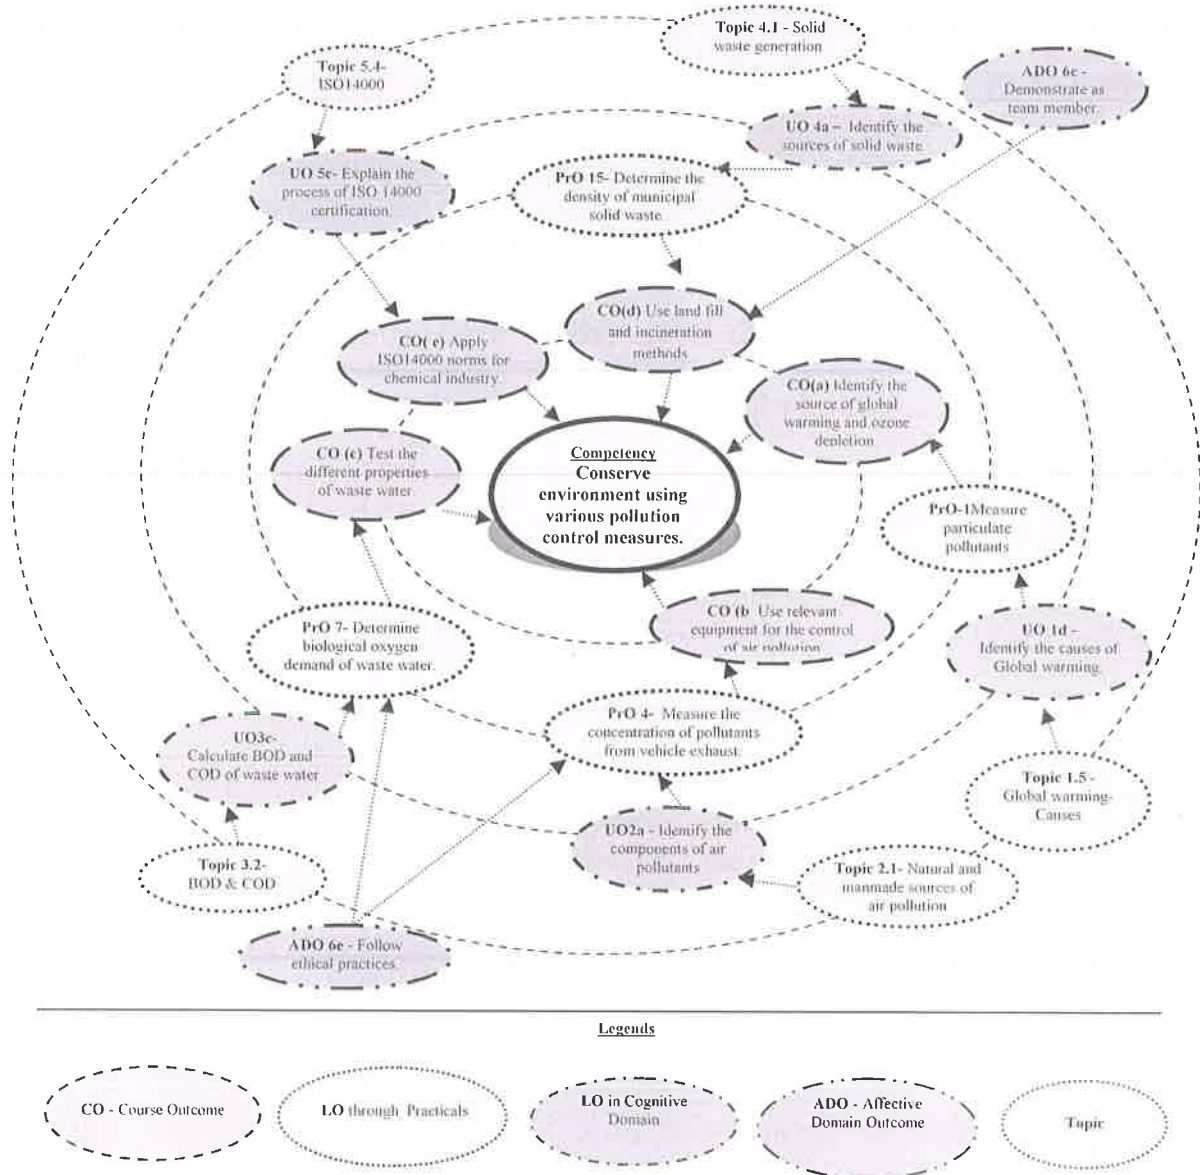 Topic 4.1 - Solid
waste generation
Topic 5.4-
ISO14000
ADO 6c -
Demonstrate as
team member.
UO 4a – Identify the
sources of solid waste
UO 5c- Explain the
process of ISO 14000
certification.
PrO 15- Determine the
density of municipal
solid waste
CO(d) Use land fill
and incineration
methods
CO( e) Apply
ISO14000 norms for
chemical industry.
CO(a) Identify the
source of global
warming and ozone
depletion
CO (c) Test the
different properties
of waste water.
Competency
Conserve
environment using
various pollution
control measures.
PrO-1Measure
particulate
pollutants
CO (b Use relevant
equipment for the control
of air pollution
PrO 7- Determine
biological oxygen
demand of waste water.
UO 1d -
Identify the causes of
Global warming.
PrO 4- Measure the
concentration of pollutants
from vehicle exhaust.
UO3c-
Calculate BOD and
COD of waste water
Topic 1.5 -
Global warming-
Causes
UO2a - Identify the
components of air
pollutants
Topic 3.2-
BOD & COD
Topic 2.1- Natural and
manmade sources of
air pollution
ADO 6e - Follow
ethical practices.
Legends
CO - Course Outcome
LO through Practicals
LO in Cognitive
Domain
ADO - Affective
Domain Outcome
Topic